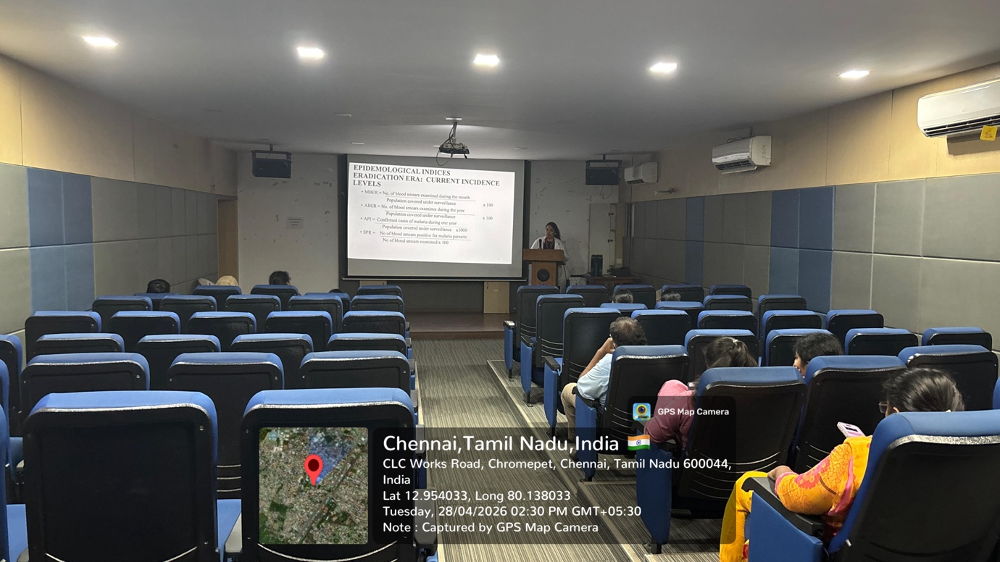 EPIDEMOLOGICAL INDICES
ERADICATION ERA: CURRENT INCIDENCE
LEVELS
• MBER = No. of blood smears examined during the month
Population covered under surveillance x 100
• ABER = No. of blood smears examines during the year
Population covered under surveillance x 100
• API = Confirmed cases of malaria during one year
Population covered under surveillance x1000
• SPR = No of blood smears positive for malaria parasite
No of blood smears examined x 100
GPS Map Camera
Chennai,Tamil Nadu,India
CLC Works Road, Chromepet, Chennai, Tamil Nadu 600044,
India
Lat 12.954033, Long 80.138033
Tuesday, 28/04/2026 02:30 PM GMT+05:30
Note : Captured by GPS Map Camera